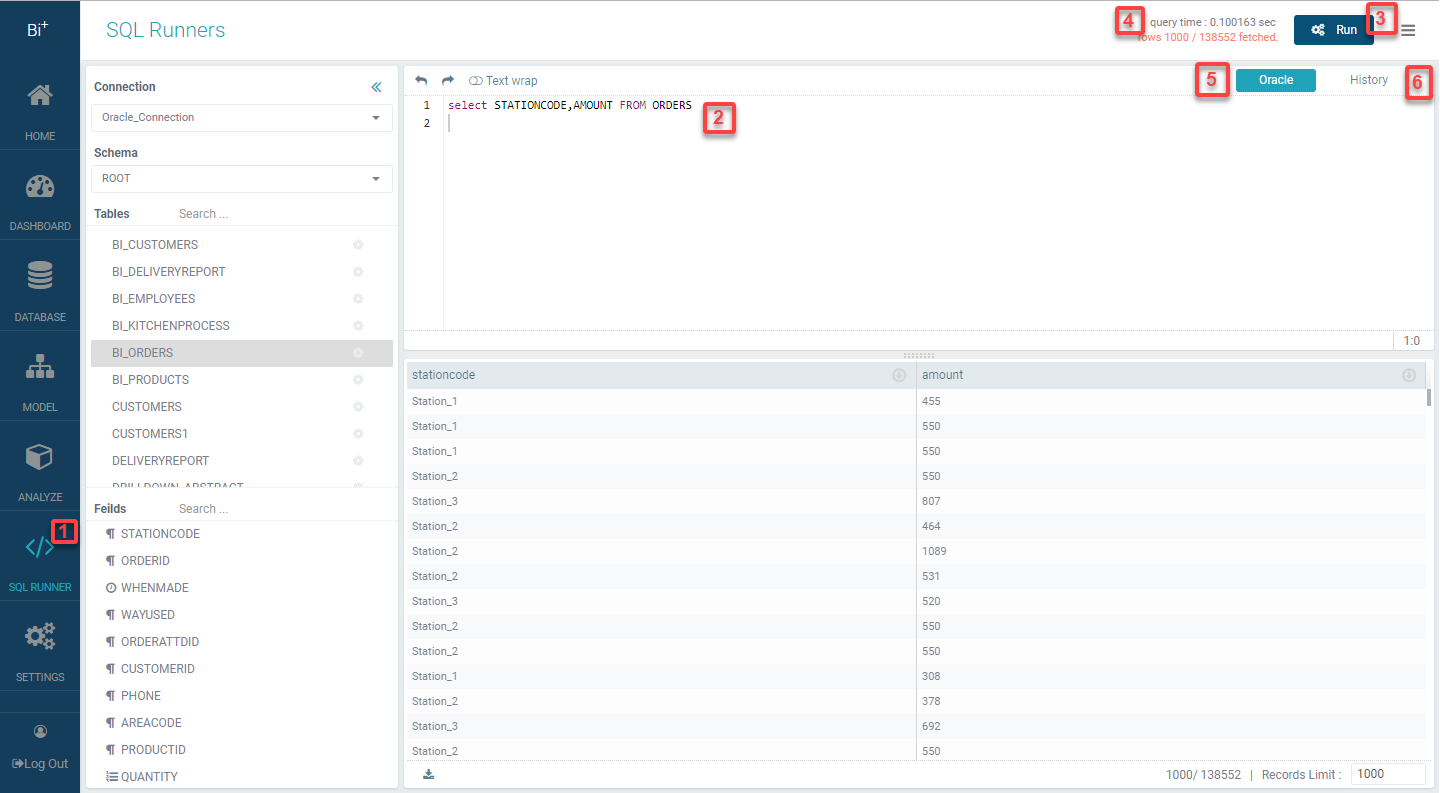 Bi+
HOME
DASHBOARD
DATABASE
MODEL
ANALYZE
1
SQL RUNNER
SETTINGS
Log Out
SQL Runners
4
query time : 0.100163 sec
rows 1000 / 138552 fetched.
Run
3
Connection
Oracle_Connection
Schema
ROOT
Tables Search ...
BI_CUSTOMERS
BI_DELIVERYREPORT
BI_EMPLOYEES
BI_KITCHENPROCESS
BI_ORDERS
BI_PRODUCTS
CUSTOMERS
CUSTOMERS1
DELIVERYREPORT
DRILLDOWN_ABSTRACT
Feilds Search ...
STATIONCODE
ORDERID
WHENMADE
WAYUSED
ORDERATTDID
CUSTOMERID
PHONE
AREACODE
PRODUCTID
QUANTITY
Text wrap
5
Oracle
History
6
1 select STATIONCODE,AMOUNT FROM ORDERS
2
2
1:0
stationcode amount
Station_1 455
Station_1 550
Station_1 550
Station_2 550
Station_3 807
Station_2 464
Station_2 1089
Station_2 531
Station_3 520
Station_2 550
Station_2 550
Station_1 308
Station_2 378
Station_3 692
Station_2 550
1000/ 138552 | Records Limit : 1000